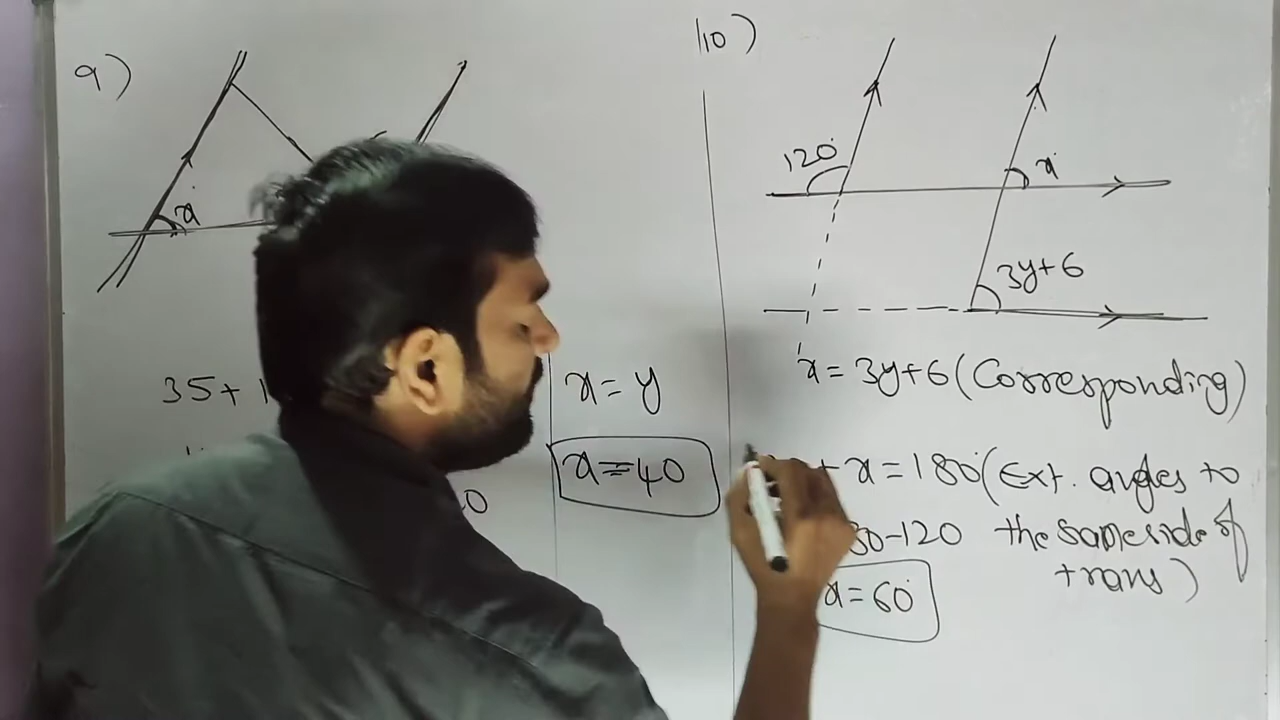 9)
x°
35+1
x=y
x=40
0
10)
120°
x°
3y+6
x=3y+6(Corresponding)
+x=180°(Ext. angles to
80-120 the same side of
trans)
x=60°